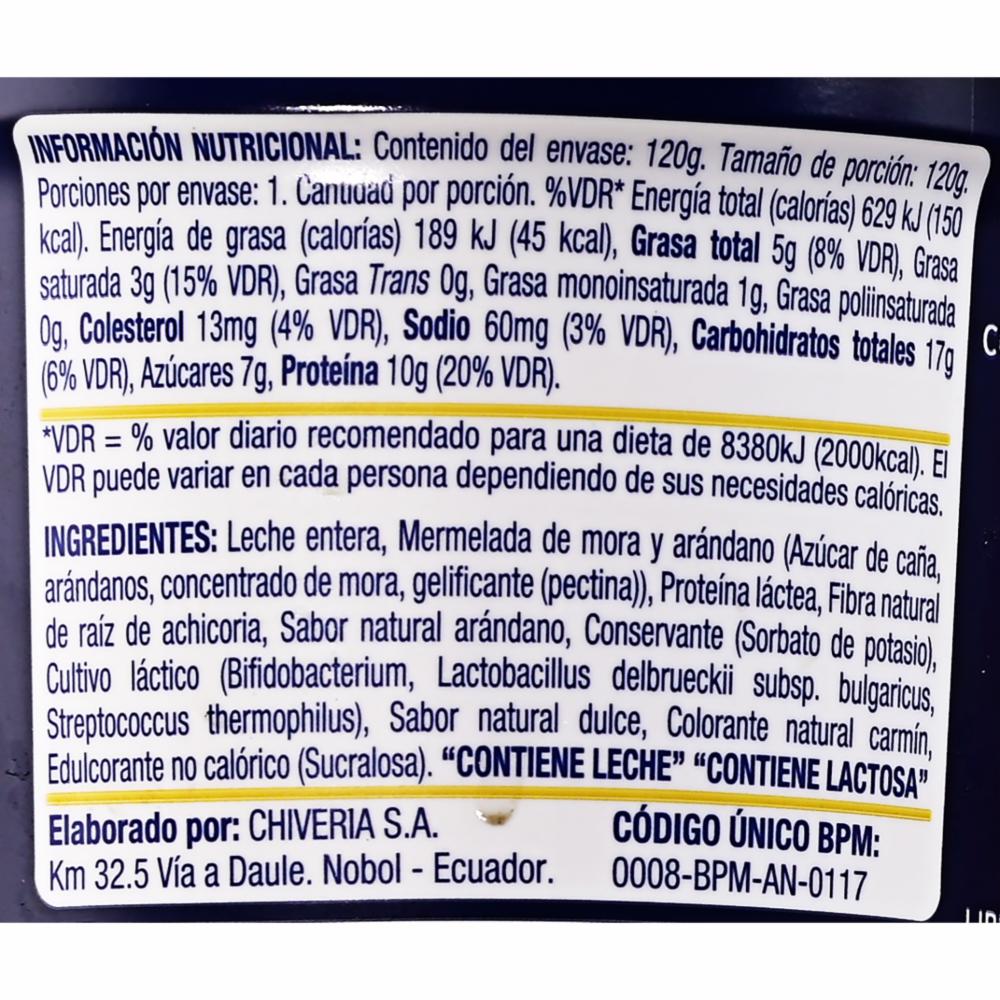 INFORMACIÓN NUTRICIONAL: Contenido del envase: 120g. Tamaño de porción: 120g.
Porciones por envase: 1. Cantidad por porción. %VDR* Energía total (calorías) 629 kJ (150
kcal). Energía de grasa (calorías) 189 kJ (45 kcal), Grasa total 5g (8% VDR), Grasa
saturada 3g (15% VDR), Grasa Trans 0g, Grasa monoinsaturada 1g, Grasa poliinsaturada
0g, Colesterol 13mg (4% VDR), Sodio 60mg (3% VDR), Carbohidratos totales 17g
(6% VDR), Azúcares 7g, Proteína 10g (20% VDR).
*VDR = % valor diario recomendado para una dieta de 8380kJ (2000kcal). El
VDR puede variar en cada persona dependiendo de sus necesidades calóricas.
INGREDIENTES: Leche entera, Mermelada de mora y arándano (Azúcar de caña,
arándanos, concentrado de mora, gelificante (pectina)), Proteína láctea, Fibra natural
de raíz de achicoria, Sabor natural arándano, Conservante (Sorbato de potasio),
Cultivo láctico (Bifidobacterium, Lactobacillus delbrueckii subsp. bulgaricus,
Streptococcus thermophilus), Sabor natural dulce, Colorante natural carmín,
Edulcorante no calórico (Sucralosa). “CONTIENE LECHE” “CONTIENE LACTOSA”
Elaborado por: CHIVERIA S.A.
Km 32.5 Vía a Daule. Nobol - Ecuador.
CÓDIGO ÚNICO BPM:
0008-BPM-AN-0117